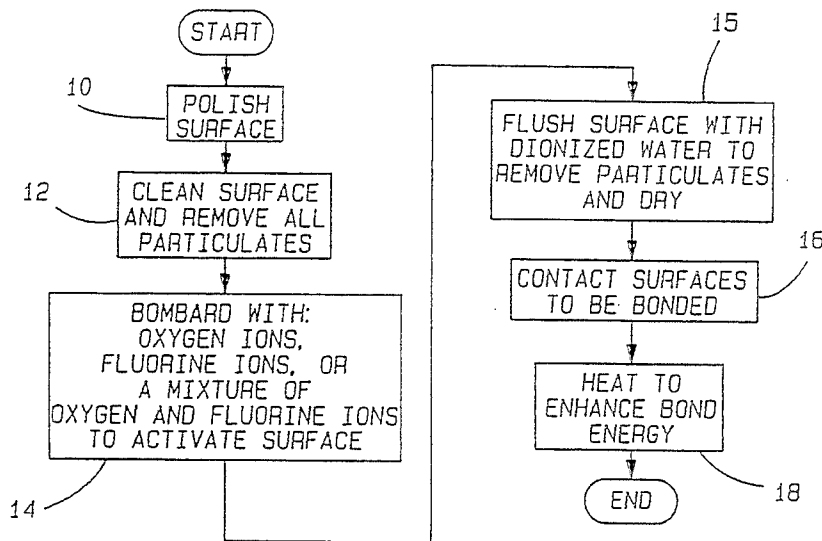 START
10
POLISH
SURFACE
12
CLEAN SURFACE
AND REMOVE ALL
PARTICULATES
BOMBARD WITH:
OXYGEN IONS,
FLUORINE IONS, OR
A MIXTURE OF
OXYGEN AND FLUORINE IONS
TO ACTIVATE SURFACE
14
15
FLUSH SURFACE WITH
DIONIZED WATER TO
REMOVE PARTICULATES
AND DRY
16
CONTACT SURFACES
TO BE BONDED
HEAT TO
ENHANCE BOND
ENERGY
18
END